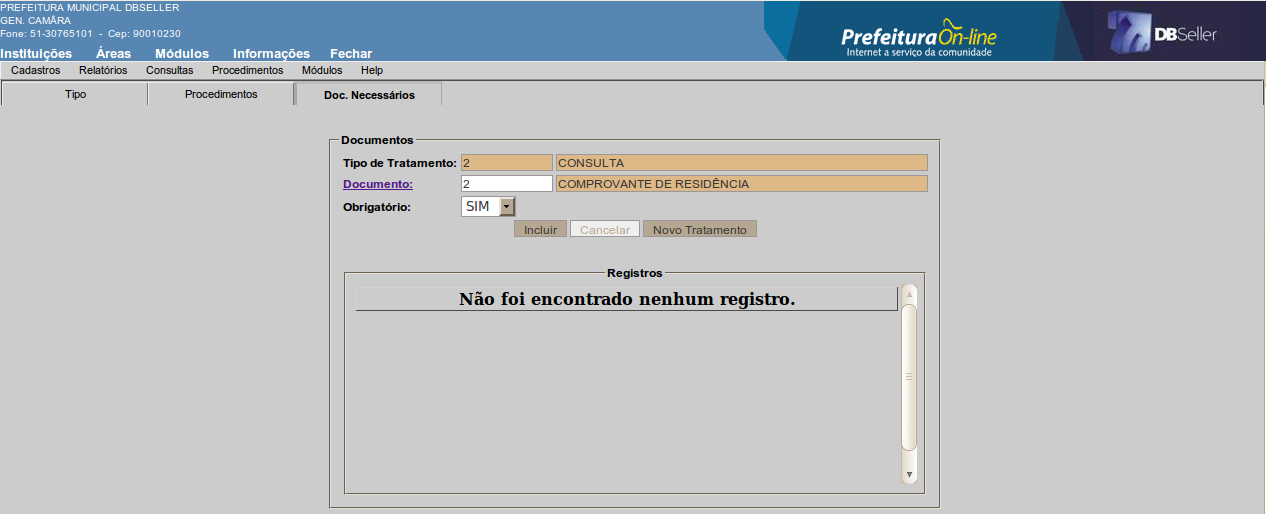 PREFEITURA MUNICIPAL DBSELLER
GEN. CAMÂRA
Fone: 51-30765101 - Cep: 90010230
PrefeituraOn-line
Internet a serviço da comunidade
DBSeller
Instituições Áreas Módulos Informações Fechar
Cadastros Relatórios Consultas Procedimentos Módulos Help
Tipo Procedimentos Doc. Necessários
Documentos
Tipo de Tratamento: 2 CONSULTA
Documento: 2 COMPROVANTE DE RESIDÊNCIA
Obrigatório: SIM
Incluir Cancelar Novo Tratamento
Registros
Não foi encontrado nenhum registro.